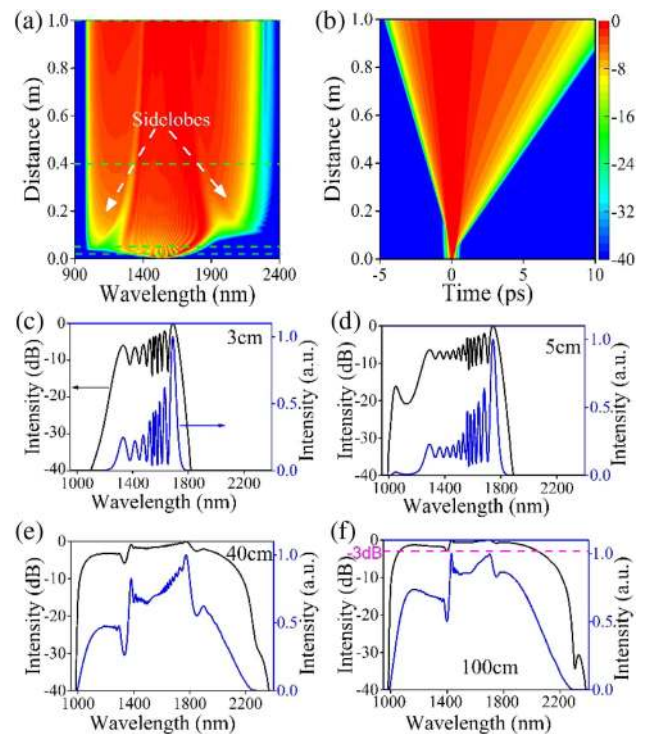 (a)
(b)
Distance (m)
1.0
0.8
0.6
0.4
0.2
0.0
Sidelobes
900
1400
1900
2400
Wavelength (nm)
Distance (m)
1.0
0.8
0.6
0.4
0.2
0.0
-5
0
5
10
Time (ps)
0
-8
-16
-24
-32
-40
(c)
3cm
Intensity (dB)
0
-10
-20
-30
-40
1000
1400
1800
2200
Wavelength (nm)
1.0
0.5
0.0
Intensity (a.u.)
(d)
5cm
Intensity (dB)
0
-10
-20
-30
-40
1000
1400
1800
2200
Wavelength (nm)
1.0
0.5
0.0
Intensity (a.u.)
(e)
40cm
Intensity (dB)
0
-10
-20
-30
-40
1000
1400
1800
2200
Wavelength (nm)
1.0
0.5
0.0
Intensity (a.u.)
(f)
-3dB
100cm
Intensity (dB)
0
-10
-20
-30
-40
1000
1400
1800
2200
Wavelength (nm)
1.0
0.5
0.0
Intensity (a.u.)